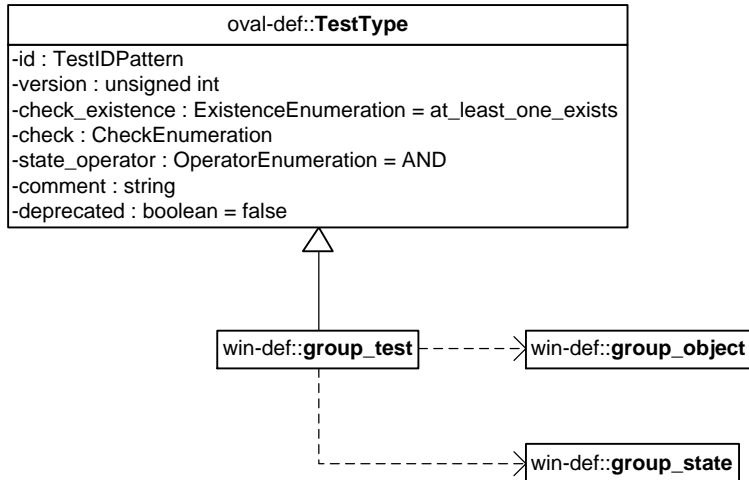 oval-def::TestType
-id : TestIDPattern
-version : unsigned int
-check_existence : ExistenceEnumeration = at_least_one_exists
-check : CheckEnumeration
-state_operator : OperatorEnumeration = AND
-comment : string
-deprecated : boolean = false
win-def::group_test
win-def::group_object
win-def::group_state